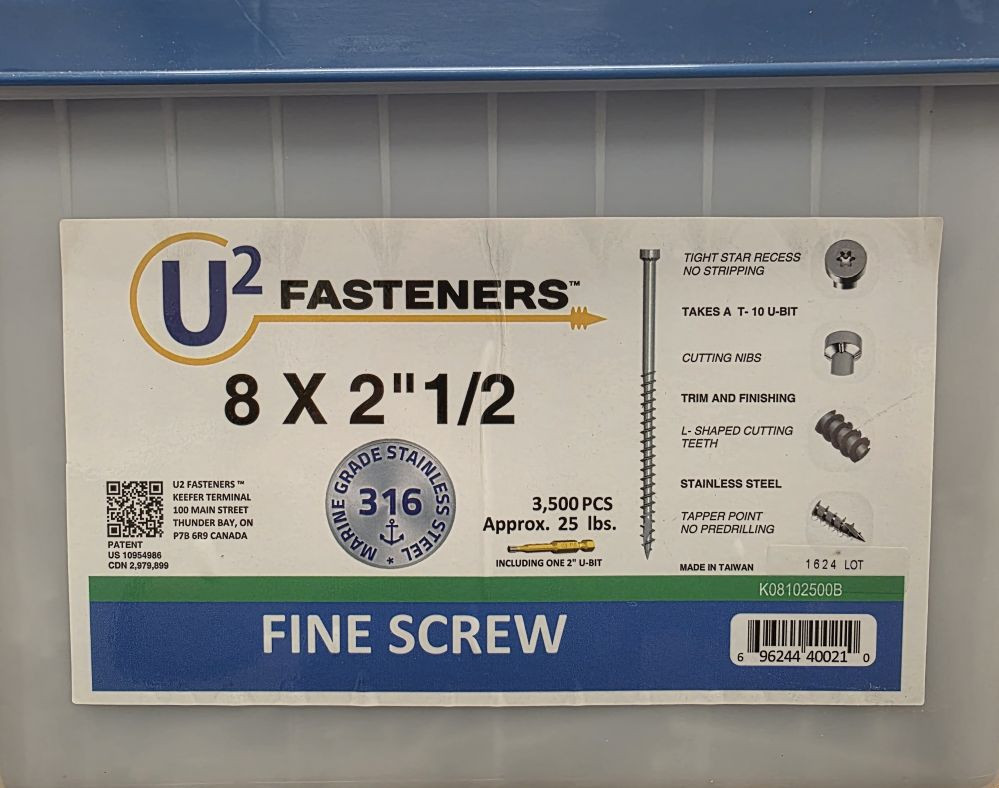 U2 FASTENERS™
8 X 2"1/2
MARINE GRADE STAINLESS STEEL
316
3,500 PCS
Approx. 25 lbs.
INCLUDING ONE 2" U-BIT
U2 FASTENERS ™
KEEFER TERMINAL
100 MAIN STREET
THUNDER BAY, ON
P7B 6R9 CANADA
PATENT
US 10954986
CDN 2,979,899
TIGHT STAR RECESS
NO STRIPPING
TAKES A T- 10 U-BIT
CUTTING NIBS
TRIM AND FINISHING
L- SHAPED CUTTING
TEETH
STAINLESS STEEL
TAPPER POINT
NO PREDRILLING
MADE IN TAIWAN
1624 LOT
K08102500B
FINE SCREW
6 96244 40021 0